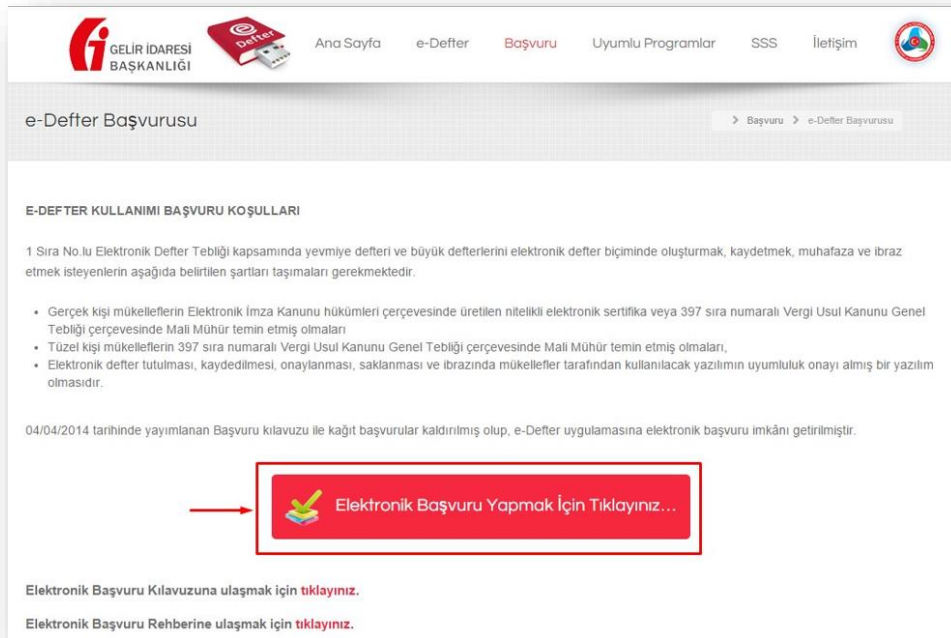 GELİR İDARESİ
BAŞKANLIĞI
e
Defter
Ana Sayfa
e-Defter
Başvuru
Uyumlu Programlar
SSS
İletişim
e-Defter Başvurusu
> Başvuru > e-Defter Başvurusu
E-DEFTER KULLANIMI BAŞVURU KOŞULLARI
1 Sıra No.lu Elektronik Defter Tebliği kapsamında yevmiye defteri ve büyük defterlerini elektronik defter biçiminde oluşturmak, kaydetmek, muhafaza ve ibraz
etmek isteyenlerin aşağıda belirtilen şartları taşımaları gerekmektedir.
• Gerçek kişi mükelleflerin Elektronik İmza Kanunu hükümleri çerçevesinde üretilen nitelikli elektronik sertifika veya 397 sıra numaralı Vergi Usul Kanunu Genel
Tebliği çerçevesinde Mali Mühür temin etmiş olmaları
• Tüzel kişi mükelleflerin 397 sıra numaralı Vergi Usul Kanunu Genel Tebliği çerçevesinde Mali Mühür temin etmiş olmaları,
• Elektronik defter tutulması, kaydedilmesi, onaylanması, saklanması ve ibrazında mükellefler tarafından kullanılacak yazılımın uyumluluk onayı almış bir yazılım
olmasıdır.
04/04/2014 tarihinde yayımlanan Başvuru kılavuzu ile kağıt başvurular kaldırılmış olup, e-Defter uygulamasına elektronik başvuru imkânı getirilmiştir.
Elektronik Başvuru Yapmak İçin Tıklayınız...
Elektronik Başvuru Kılavuzuna ulaşmak için tıklayınız.
Elektronik Başvuru Rehberine ulaşmak için tıklayınız.